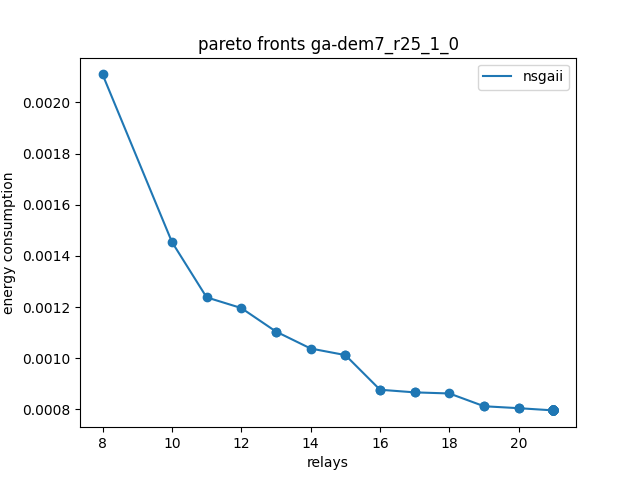 pareto fronts ga-dem7_r25_1_0
nsgaii
energy consumption
0.0020
0.0018
0.0016
0.0014
0.0012
0.0010
0.0008
8 10 12 14 16 18 20
relays